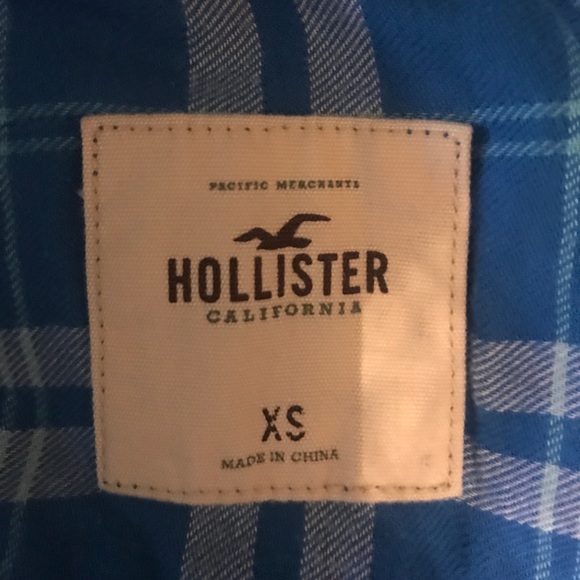 PACIFIC MERCHANTS
HOLLISTER
CALIFORNIA
XS
MADE IN CHINA